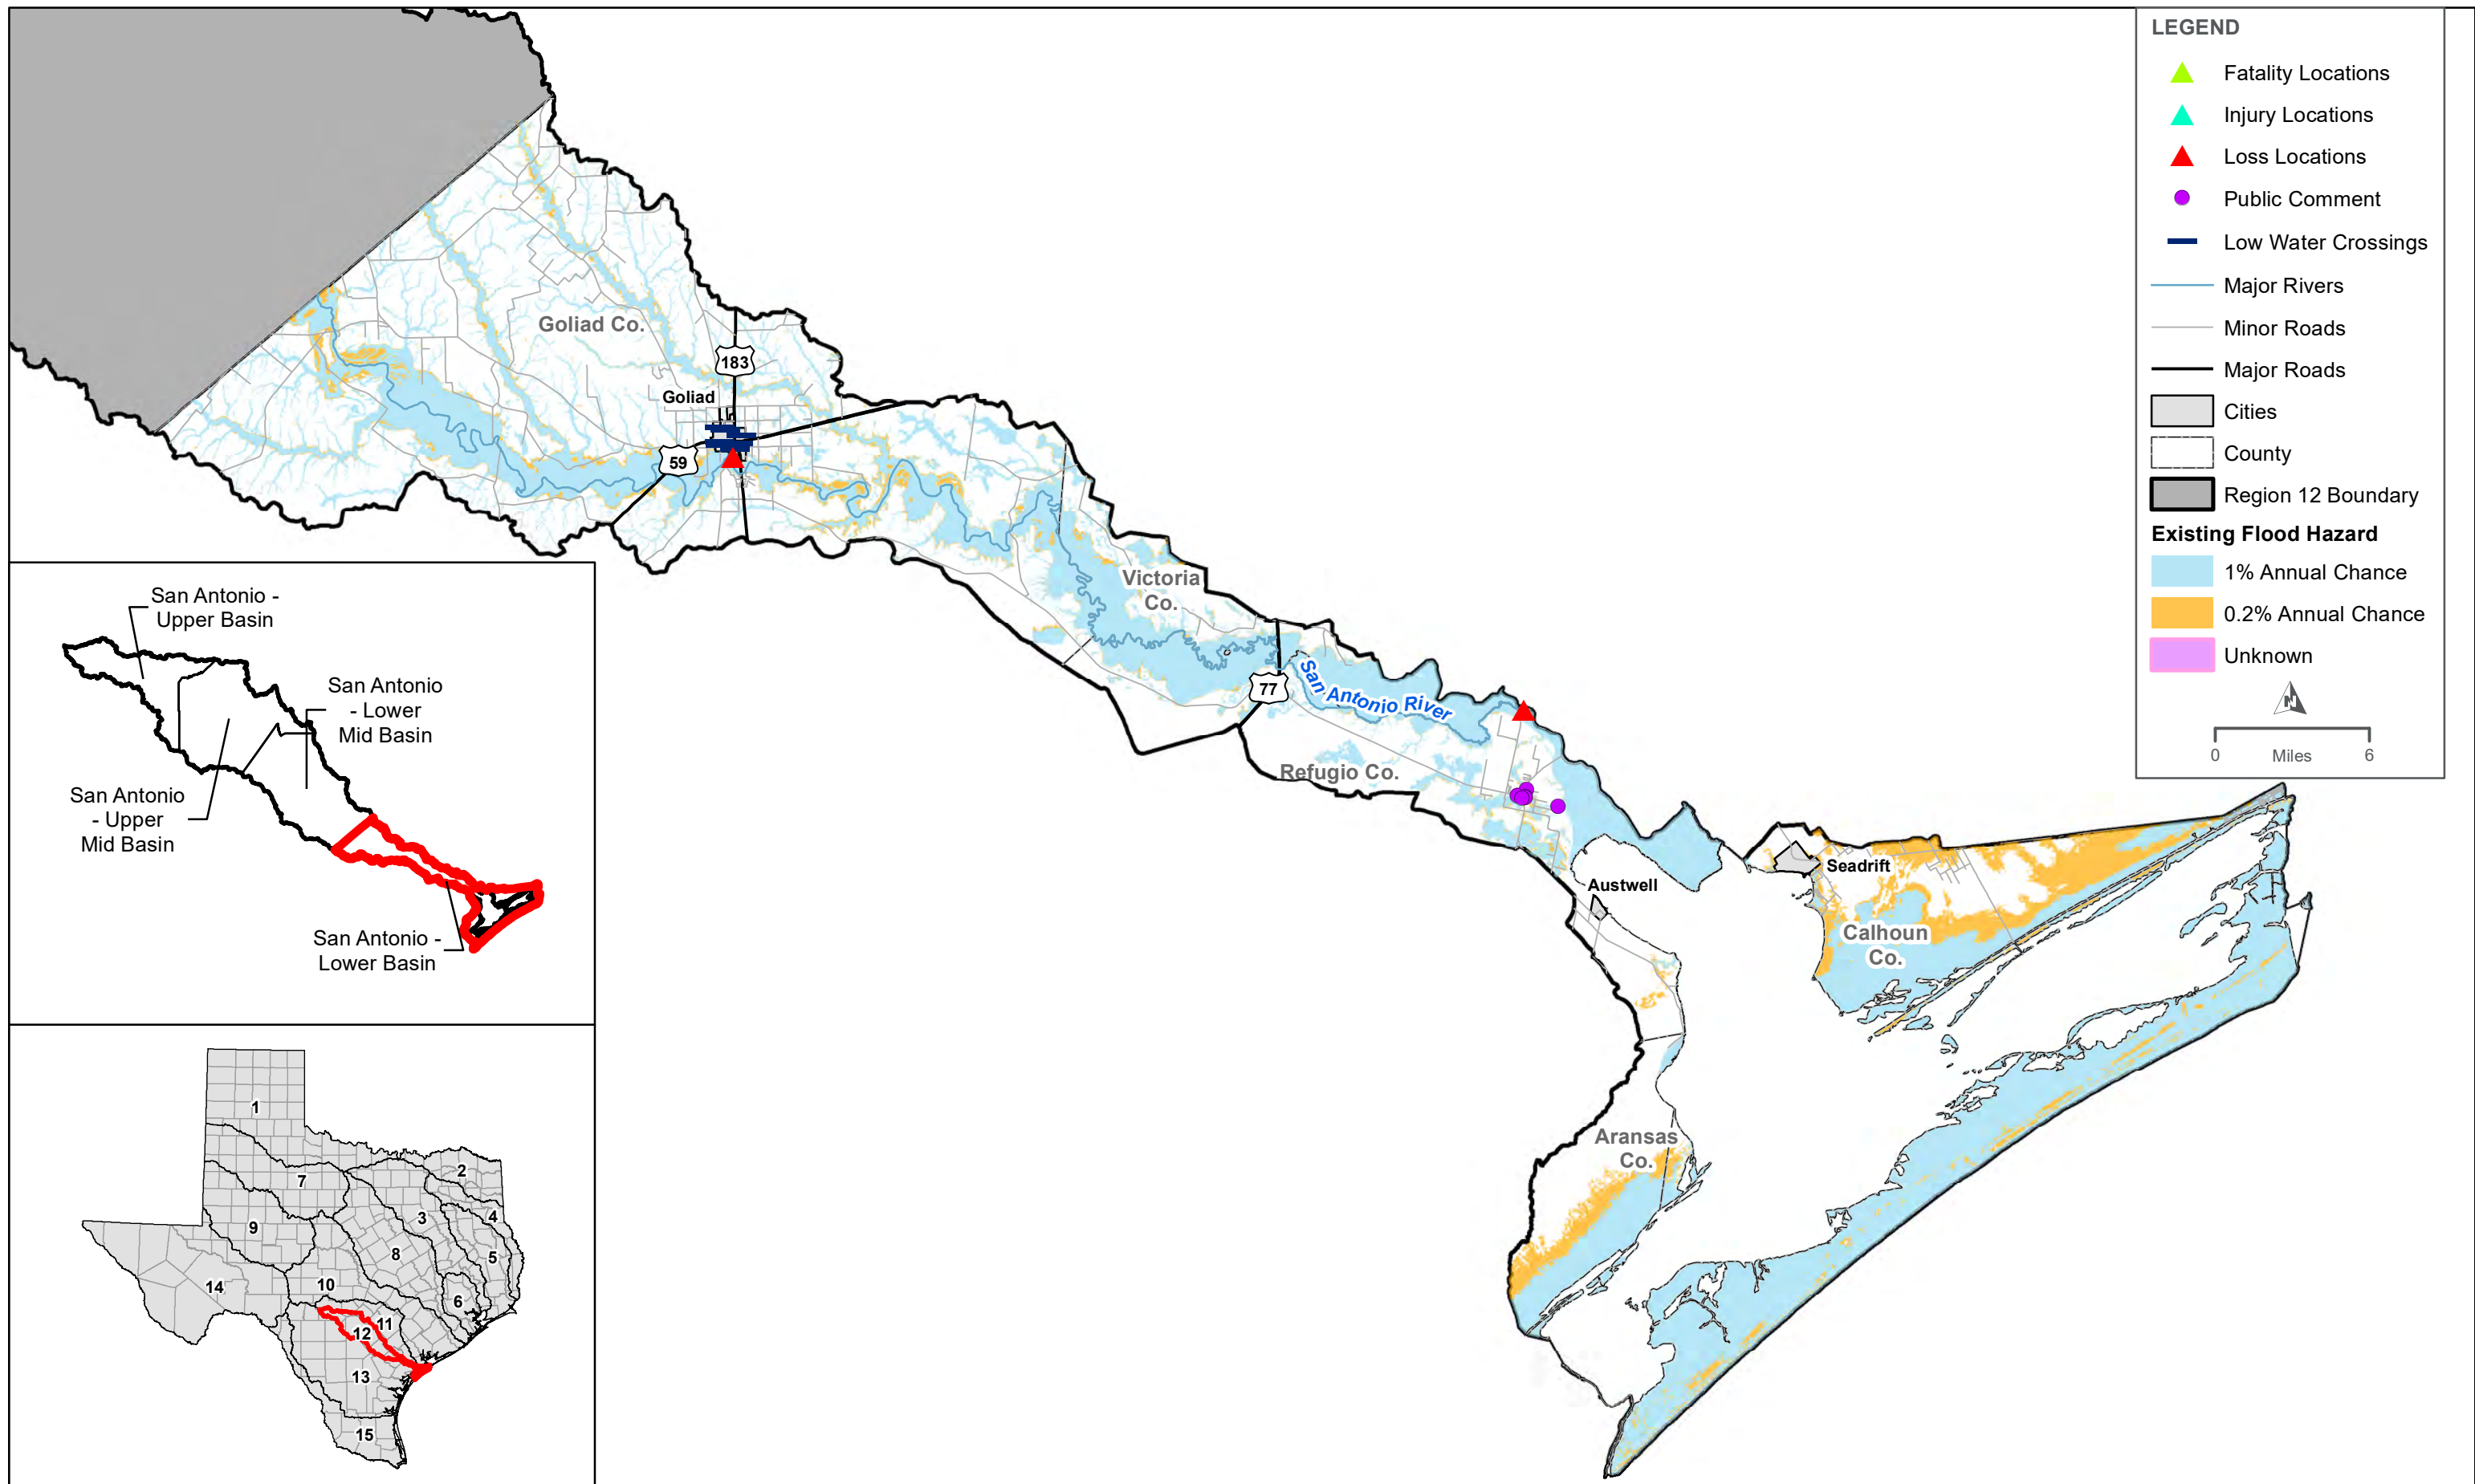 LEGEND
Fatality Locations
Injury Locations
Loss Locations
Public Comment
Low Water Crossings
Major Rivers
Minor Roads
Major Roads
Cities
County
Region 12 Boundary
Existing Flood Hazard
1% Annual Chance
0.2% Annual Chance
Unknown
N
0
Miles
6
Goliad Co.
183
Goliad
59
Victoria
Co.
77
San Antonio River
Refugio Co.
Seadrift
Austwell
Calhoun
Co.
Aransas
Co.
San Antonio -
Upper Basin
San Antonio
- Lower
Mid Basin
San Antonio
- Upper
Mid Basin
San Antonio -
Lower Basin
1
2
7
3
4
9
8
5
14
10
6
11
12
13
15